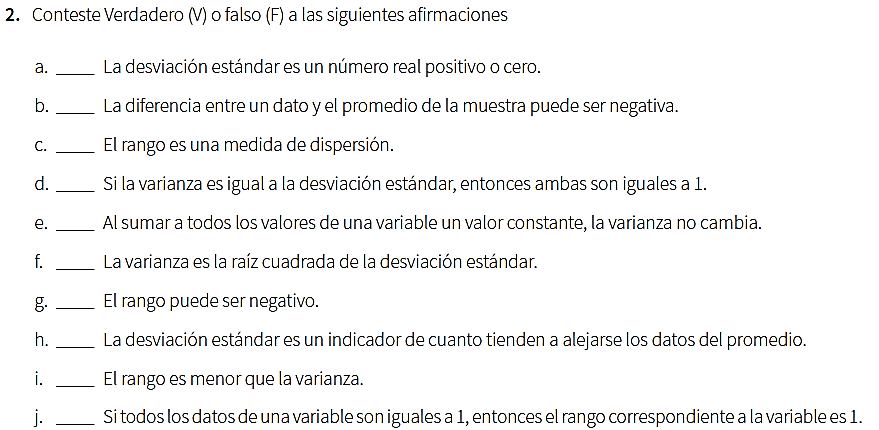 2. Conteste Verdadero (V) o falso (F) a las siguientes afirmaciones
a. _____ La desviación estándar es un número real positivo o cero.
b. _____ La diferencia entre un dato y el promedio de la muestra puede ser negativa.
c. _____ El rango es una medida de dispersión.
d. _____ Si la varianza es igual a la desviación estándar, entonces ambas son iguales a 1.
e. _____ Al sumar a todos los valores de una variable un valor constante, la varianza no cambia.
f. _____ La varianza es la raíz cuadrada de la desviación estándar.
g. _____ El rango puede ser negativo.
h. _____ La desviación estándar es un indicador de cuanto tienden a alejarse los datos del promedio.
i. _____ El rango es menor que la varianza.
j. _____ Si todos los datos de una variable son iguales a 1, entonces el rango correspondiente a la variable es 1.